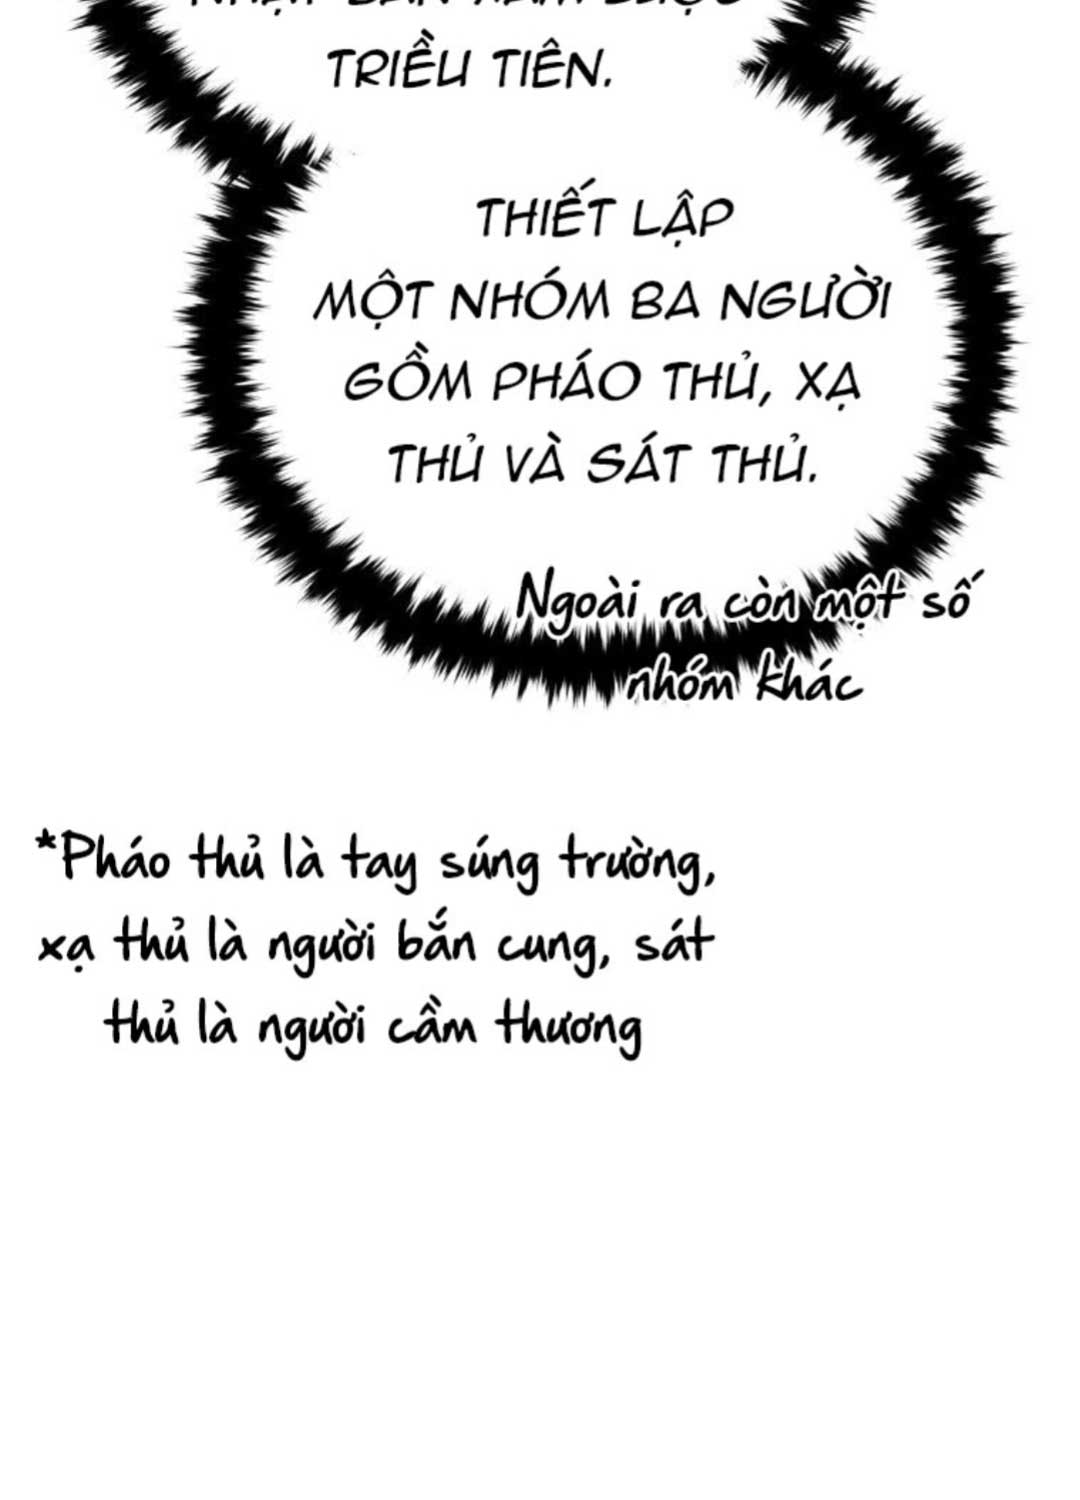 TRIỀU TIÊN.
THIẾT LẬP
MỘT NHÓM BA NGƯỜI
GỒM PHÁO THỦ, XẠ
THỦ VÀ SÁT THỦ.
Ngoài ra còn một số
nhóm khác
*Pháo thủ là tay súng trường,
xạ thủ là người bắn cung, sát
thủ là người cầm thương